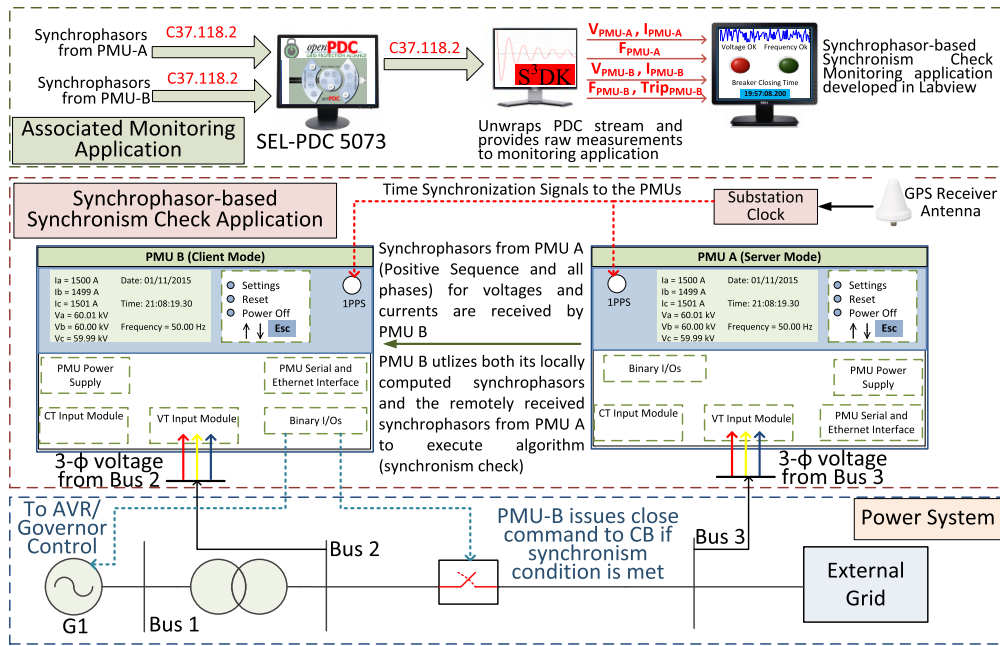 Synchrophasors
from PMU-A
C37.118.2
Synchrophasors
from PMU-B
C37.118.2
openPDC
GRID PROTECTION ALLIANCE
openPDC
SEL-PDC 5073
C37.118.2
S³DK
Unwraps PDC stream and
provides raw measurements
to monitoring application
VPMU-A , IPMU-A
FPMU-A
VPMU-B , IPMU-B
FPMU-B , TripPMU-B
Voltage OK Frequency Ok
Breaker Closing Time
19:57:08.200
DELL
Synchrophasor-based
Synchronism Check
Monitoring application
developed in Labview
Associated Monitoring
Application
Synchrophasor-based
Synchronism Check Application
Time Synchronization Signals to the PMUs
Substation
Clock
GPS Receiver
Antenna
PMU B (Client Mode)
Ia = 1500 A
Ib = 1499 A
Ic = 1501 A
Va = 60.01 kV
Vb = 60.00 kV
Vc = 59.99 kV
Date: 01/11/2015
Time: 21:08:19.30
Frequency = 50.00 Hz
Settings
Reset
Power Off
Esc
1PPS
PMU Power
Supply
PMU Serial and
Ethernet Interface
CT Input Module
VT Input Module
Binary I/Os
3-ϕ voltage
from Bus 2
Synchrophasors from PMU A
(Positive Sequence and all
phases) for voltages and
currents are received by
PMU B
PMU B utlizes both its locally
computed synchrophasors
and the remotely received
synchrophasors from PMU A
to execute algorithm
(synchronism check)
PMU A (Server Mode)
1PPS
Ia = 1500 A
Ib = 1499 A
Ic = 1501 A
Va = 60.01 kV
Vb = 60.00 kV
Vc = 59.99 kV
Date: 01/11/2015
Time: 21:08:19.30
Frequency = 50.00 Hz
Settings
Reset
Power Off
Esc
Binary I/Os
PMU Power
Supply
CT Input Module
VT Input Module
PMU Serial and
Ethernet Interface
3-ϕ voltage
from Bus 3
To AVR/
Governor
Control
G1
Bus 1
Bus 2
PMU-B issues close
command to CB if
synchronism
condition is met
Bus 3
Power System
External
Grid